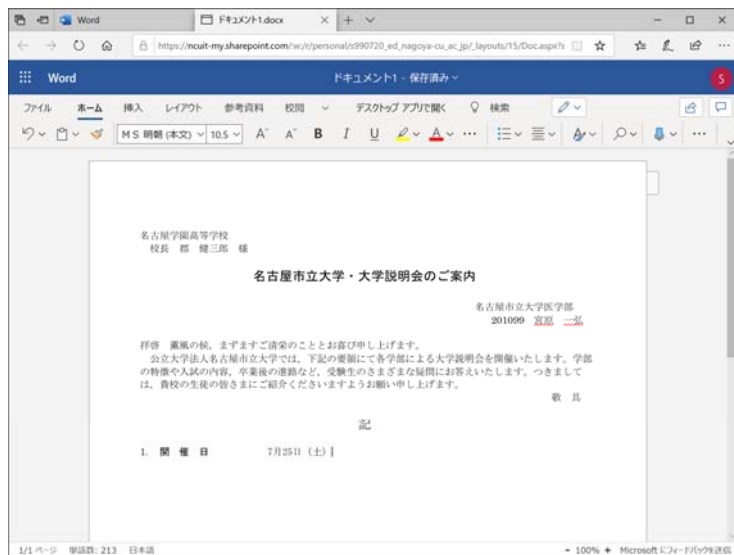 Word
ドキュメント1.docx
https://ncuit-my.sharepoint.com/:w:/r/personal/s990720_ed_nagoya-cu_ac_jp/_layouts/15/Doc.aspx?s
Word
ドキュメント1 - 保存済み
S
ファイル ホーム 挿入 レイアウト 参考資料 校閲 デスクトップ アプリで開く 検索
MS 明朝 (本文) 10.5 A A B I U A
名古屋学園高等学校
校長 郡 健三郎 様
名古屋市立大学・大学説明会のご案内
名古屋市立大学医学部
201099 宮原 一弘
拝啓 薫風の候、ますますご清栄のこととお喜び申し上げます。
公立大学法人名古屋市立大学では、下記の要領にて各学部による大学説明会を開催いたします。学部
の特徴や入試の内容、卒業後の進路など、受験生のさまざまな疑問にお答えいたします。つきまして
は、貴校の生徒の皆さまにご紹介くださいますようお願い申し上げます。
敬 具
記
1. 開 催 日 7月25日（土）
1/1 ページ 単語数: 213 日本語 - 100% + Microsoft にフィードバックを送信